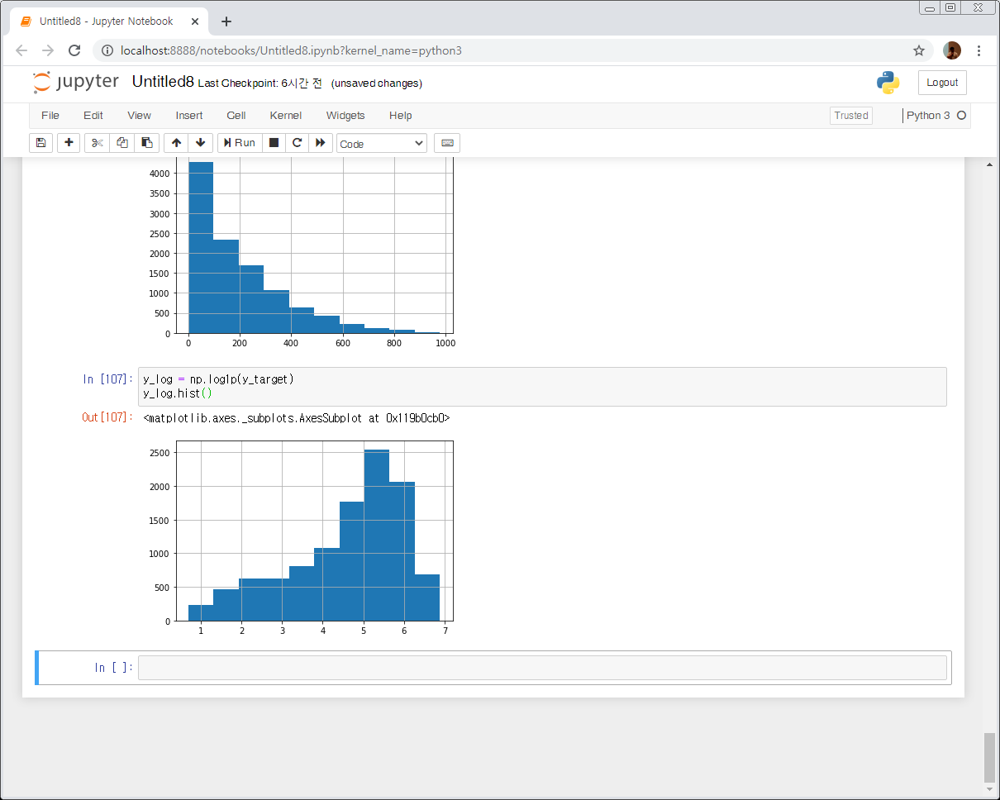 Untitled8 - Jupyter Notebook
localhost:8888/notebooks/Untitled8.ipynb?kernel_name=python3
jupyter Untitled8 Last Checkpoint: 6시간 전 (unsaved changes)
Logout
File Edit View Insert Cell Kernel Widgets Help
Trusted
Python 3
Run
Code
4000
3500
3000
2500
2000
1500
1000
500
0
0 200 400 600 800 1000
In [107]:
y_log = np.log1p(y_target)
y_log.hist()
Out[107]: <matplotlib.axes._subplots.AxesSubplot at 0x119b0cb0>
2500
2000
1500
1000
500
0
1 2 3 4 5 6 7
In [ ]: